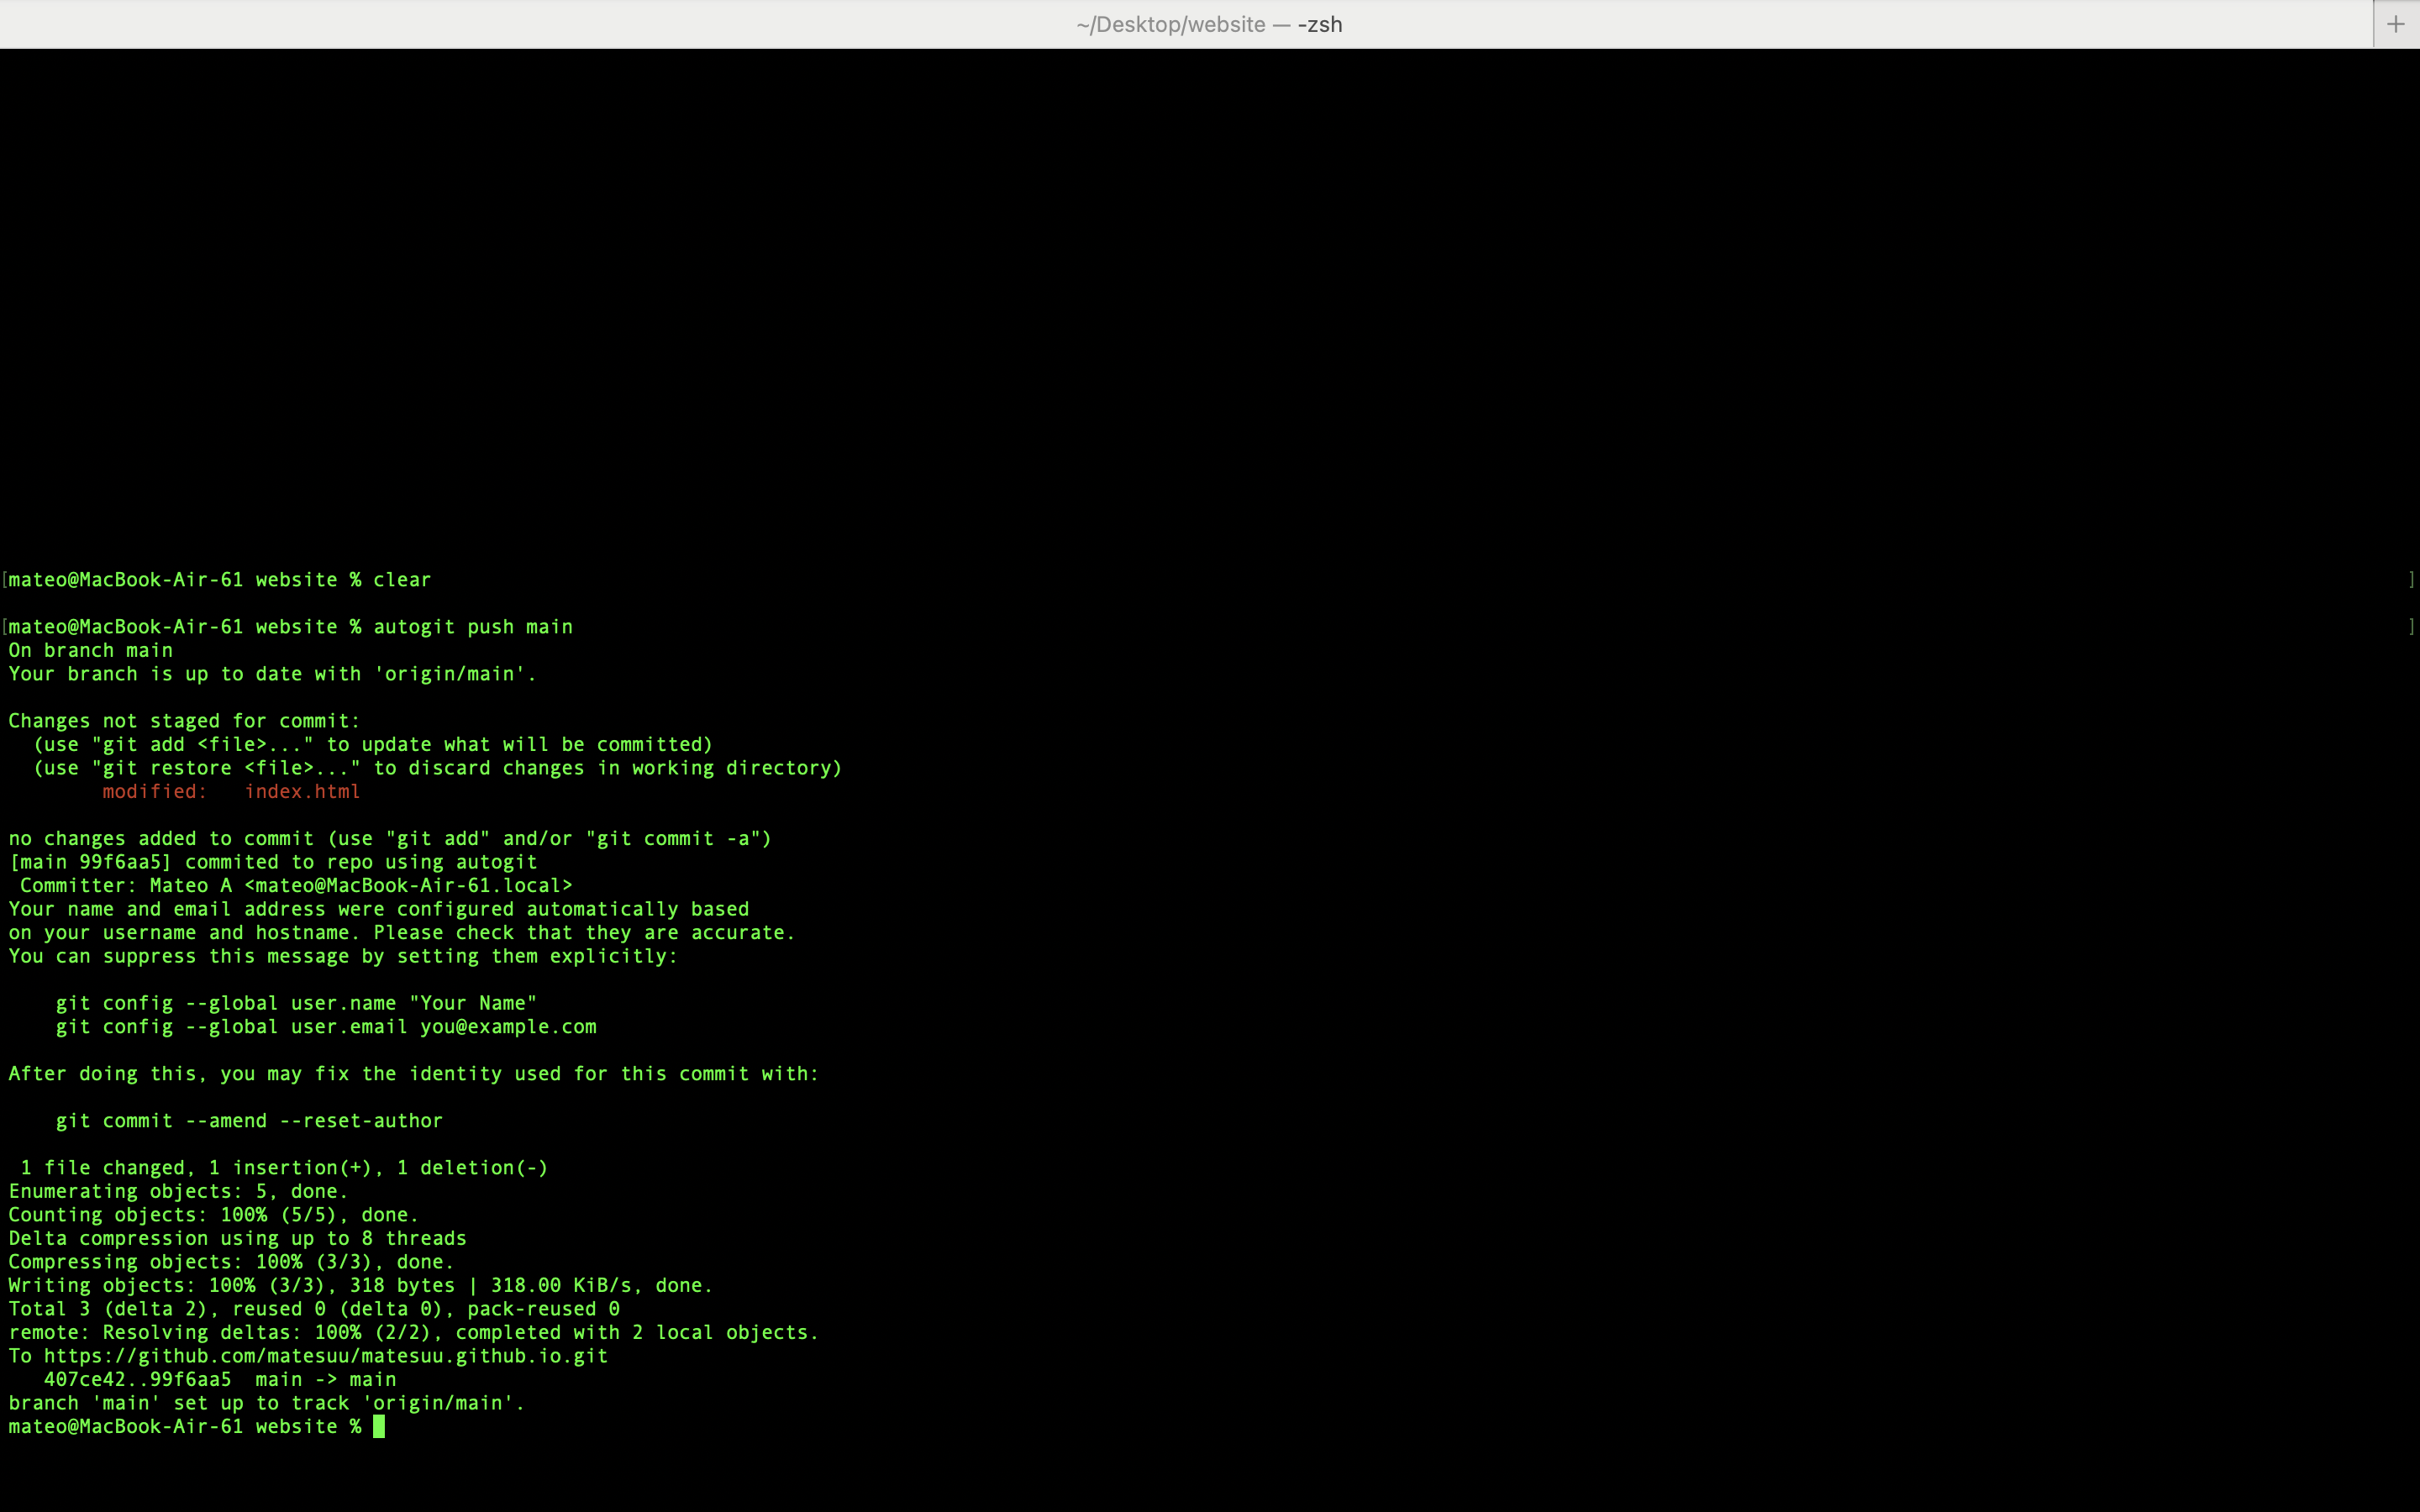 ~/Desktop/website — -zsh
+
[mateo@MacBook-Air-61 website % clear ]
[mateo@MacBook-Air-61 website % autogit push main ]
On branch main
Your branch is up to date with 'origin/main'.
Changes not staged for commit:
  (use "git add <file>..." to update what will be committed)
  (use "git restore <file>..." to discard changes in working directory)
        modified:   index.html
no changes added to commit (use "git add" and/or "git commit -a")
[main 99f6aa5] commited to repo using autogit
 Committer: Mateo A <mateo@MacBook-Air-61.local>
Your name and email address were configured automatically based
on your username and hostname. Please check that they are accurate.
You can suppress this message by setting them explicitly:
    git config --global user.name "Your Name"
    git config --global user.email you@example.com
After doing this, you may fix the identity used for this commit with:
    git commit --amend --reset-author
 1 file changed, 1 insertion(+), 1 deletion(-)
Enumerating objects: 5, done.
Counting objects: 100% (5/5), done.
Delta compression using up to 8 threads
Compressing objects: 100% (3/3), done.
Writing objects: 100% (3/3), 318 bytes | 318.00 KiB/s, done.
Total 3 (delta 2), reused 0 (delta 0), pack-reused 0
remote: Resolving deltas: 100% (2/2), completed with 2 local objects.
To https://github.com/matesuu/matesuu.github.io.git
   407ce42..99f6aa5  main -> main
branch 'main' set up to track 'origin/main'.
mateo@MacBook-Air-61 website %